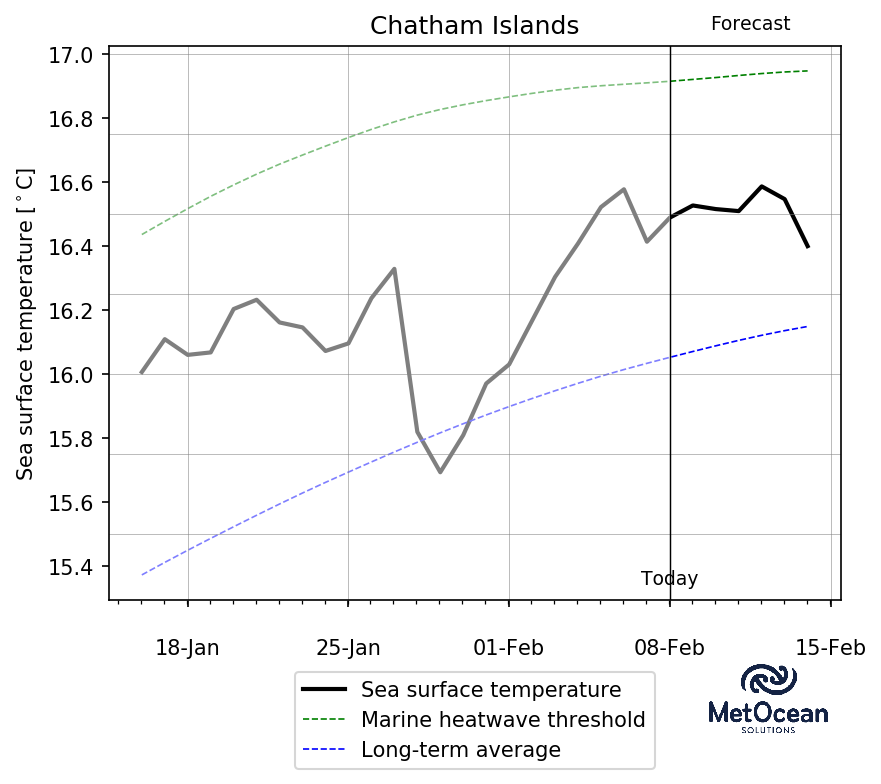 Chatham Islands
Forecast
17.0
16.8
16.6
16.4
16.2
16.0
15.8
15.6
15.4
Sea surface temperature [°C]
Today
18-Jan 25-Jan 01-Feb 08-Feb 15-Feb
Sea surface temperature
Marine heatwave threshold
Long-term average
MetOcean
SOLUTIONS